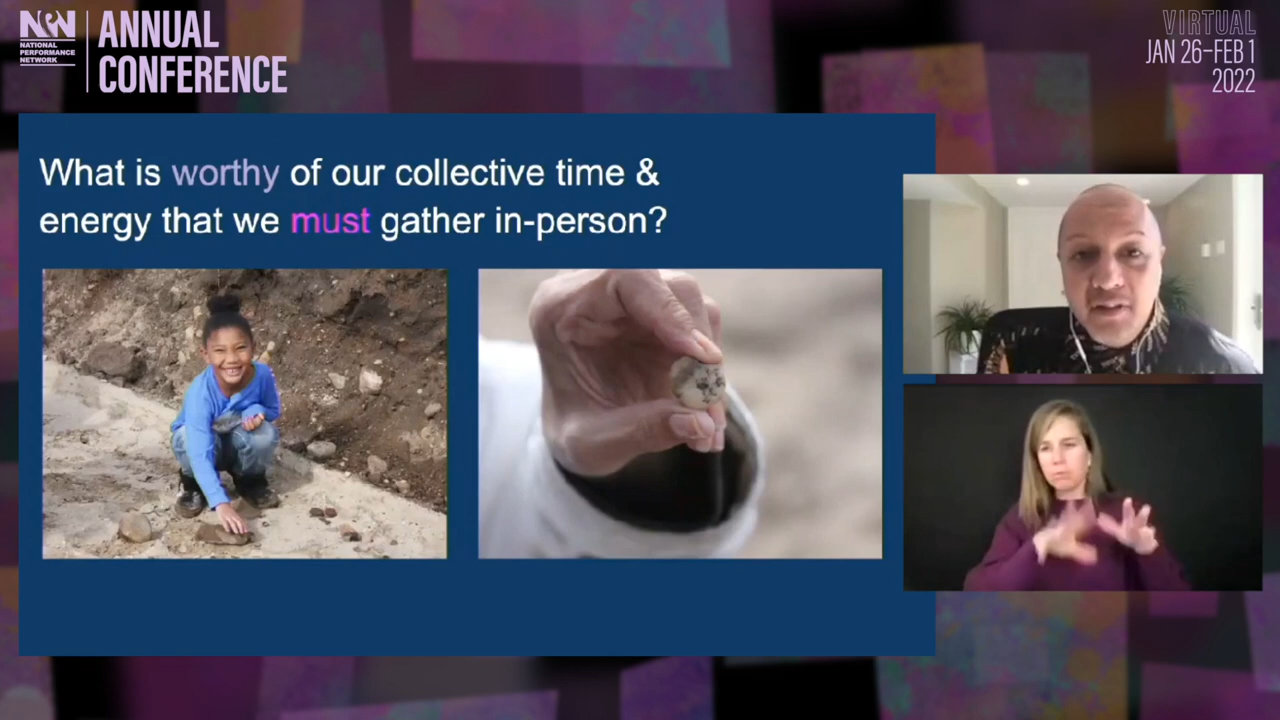 NPN
NATIONAL
PERFORMANCE
NETWORK
ANNUAL
CONFERENCE
VIRTUAL
JAN 26–FEB 1
2022
What is worthy of our collective time &
energy that we must gather in-person?